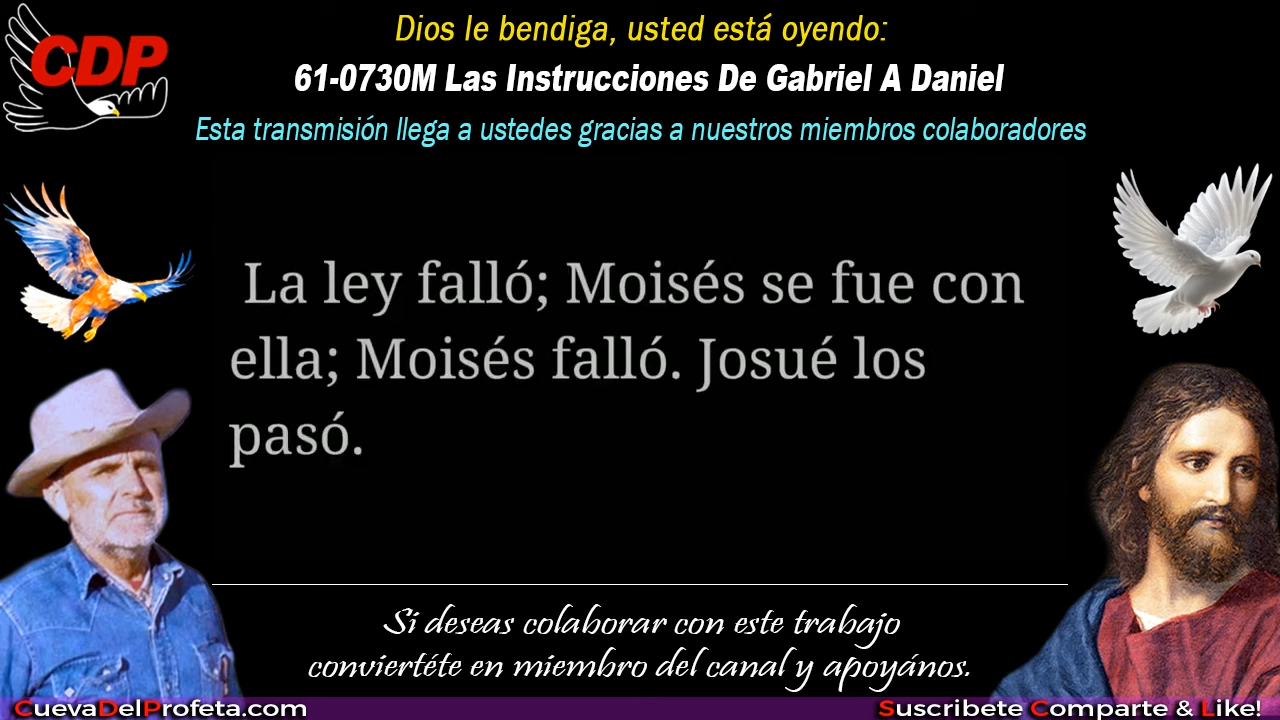 CDP
Dios le bendiga, usted está oyendo:
61-0730M Las Instrucciones De Gabriel A Daniel
Esta transmisión llega a ustedes gracias a nuestros miembros colaboradores
La ley falló; Moisés se fue con
ella; Moisés falló. Josué los
pasó.
Si deseas colaborar con este trabajo
conviertéte en miembro del canal y apoyános.
CuevaDelProfeta.com
Suscribete Comparte & Like!